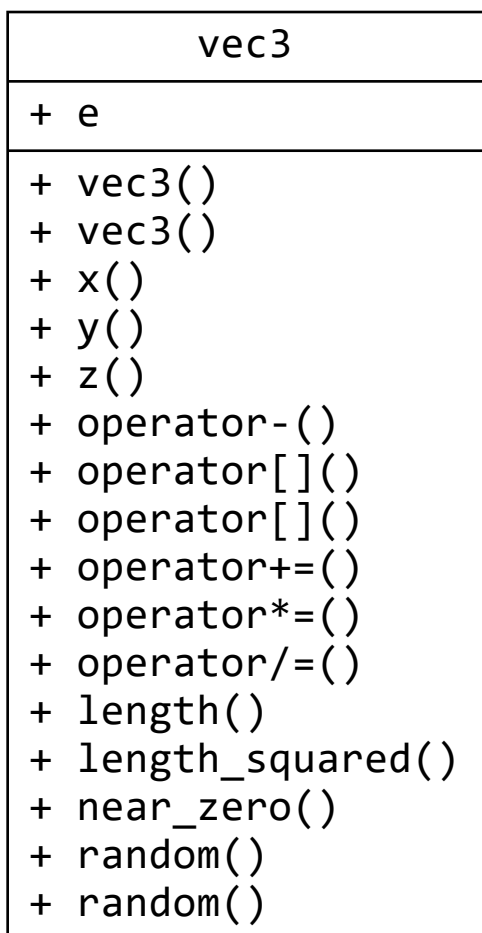 vec3
+ e
+ vec3()
+ vec3()
+ x()
+ y()
+ z()
+ operator-()
+ operator[]()
+ operator[]()
+ operator+=()
+ operator*=()
+ operator/=()
+ length()
+ length_squared()
+ near_zero()
+ random()
+ random()